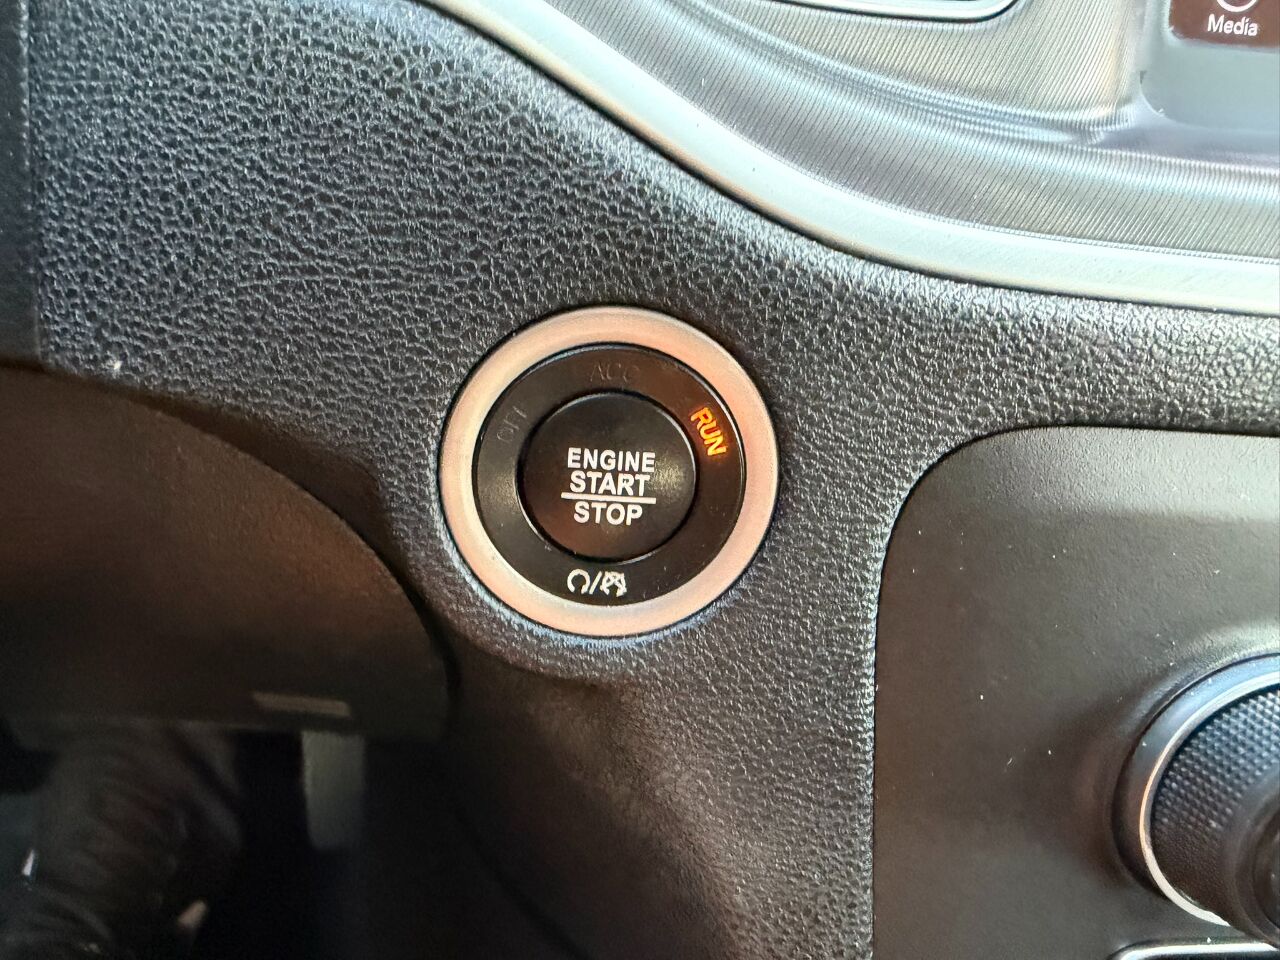 Media
ACC
OFF
RUN
ENGINE
START
STOP